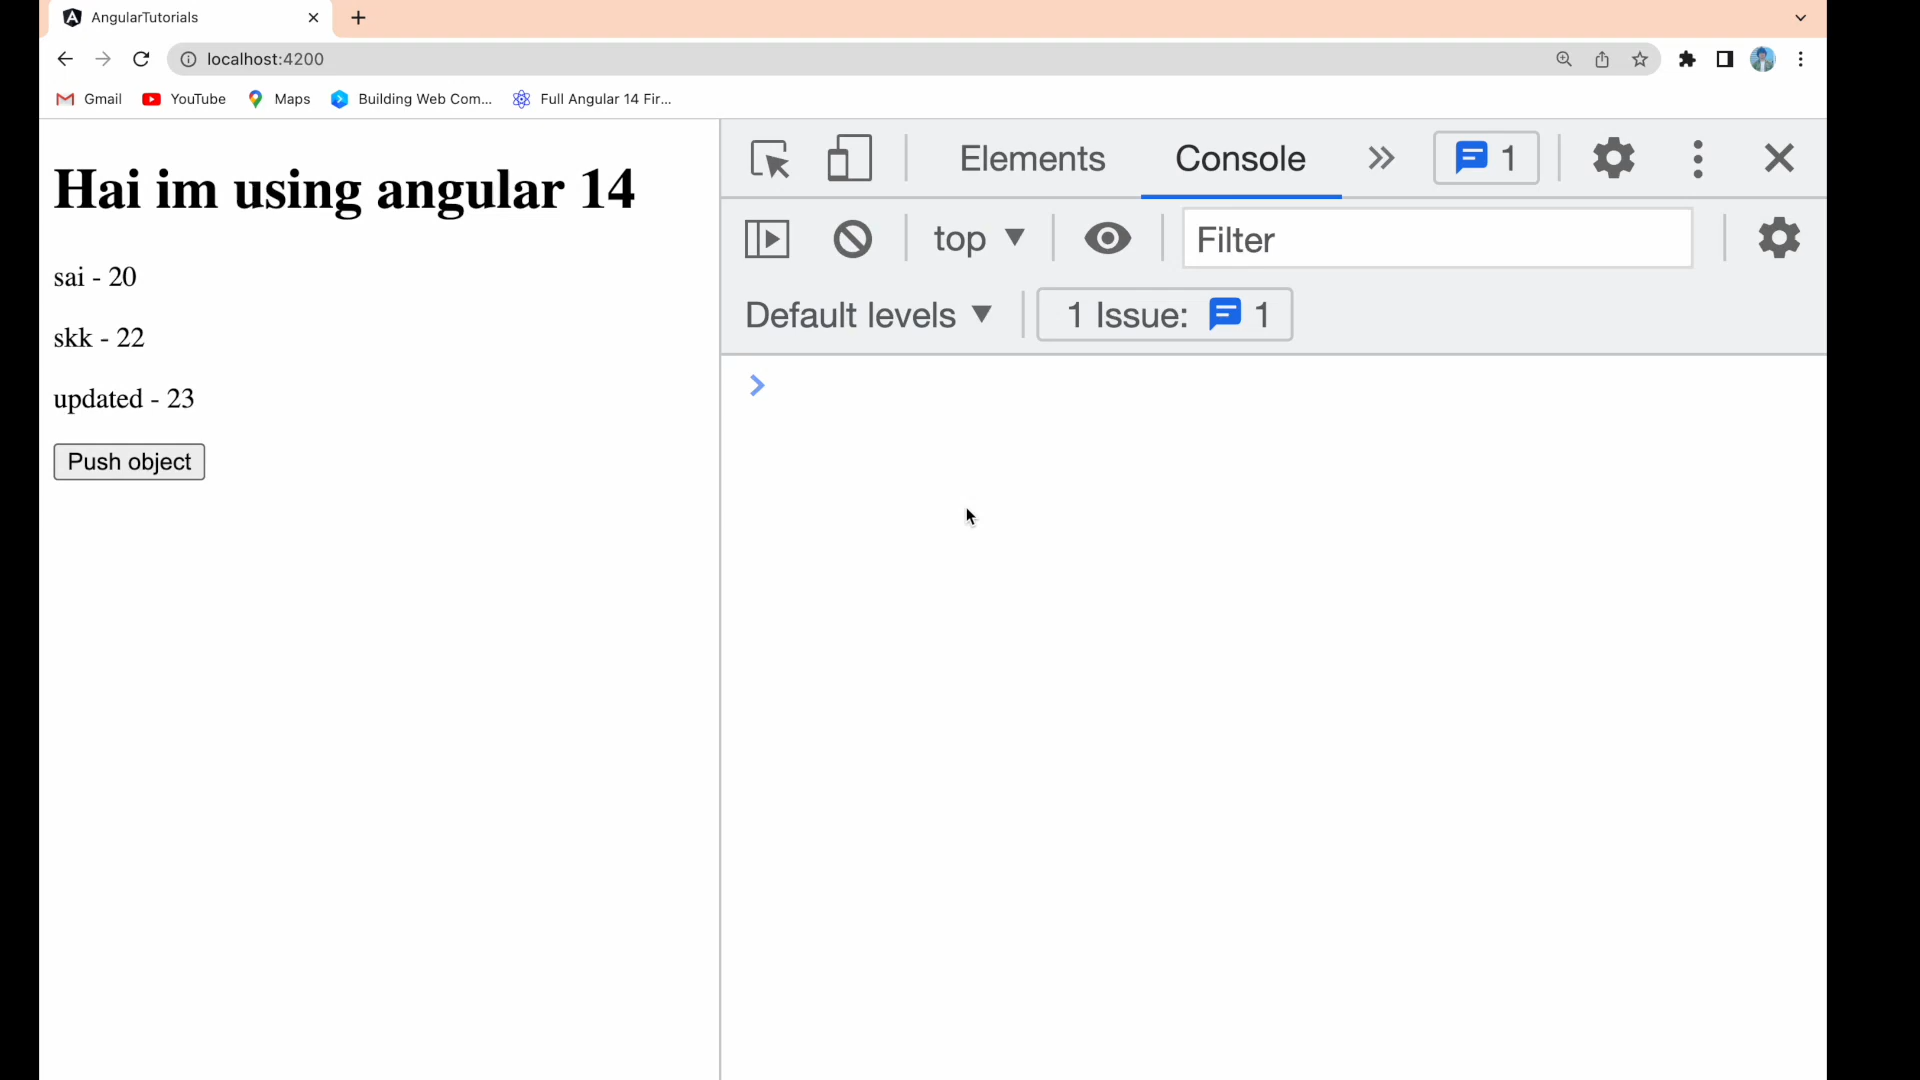 AngularTutorials
localhost:4200
Gmail YouTube Maps Building Web Com... Full Angular 14 Fir...
Hai im using angular 14
sai - 20
skk - 22
updated - 23
Push object
Elements Console 1
top Filter
Default levels 1 Issue: 1